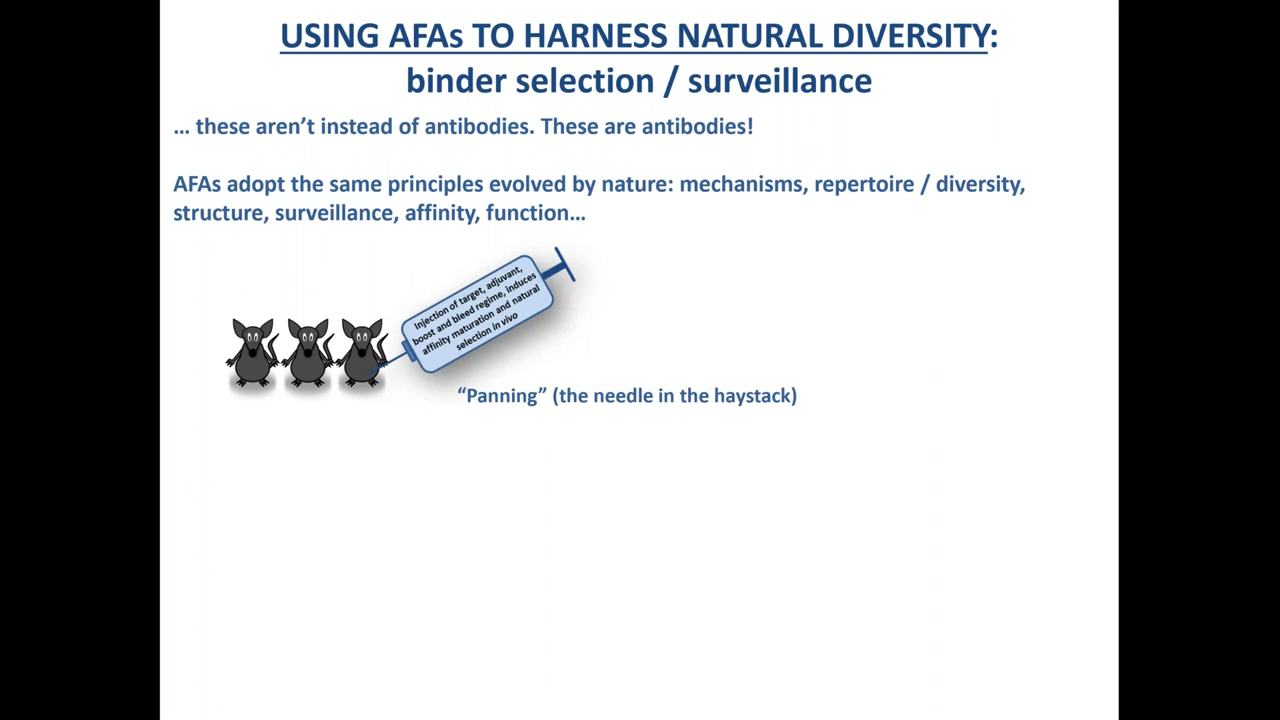 USING AFAs TO HARNESS NATURAL DIVERSITY:
binder selection / surveillance
... these aren't instead of antibodies. These are antibodies!
AFAs adopt the same principles evolved by nature: mechanisms, repertoire / diversity,
structure, surveillance, affinity, function...
Injection of target, adjuvant,
boost and bleed regime, induces
affinity maturation and natural
selection in vivo
“Panning” (the needle in the haystack)